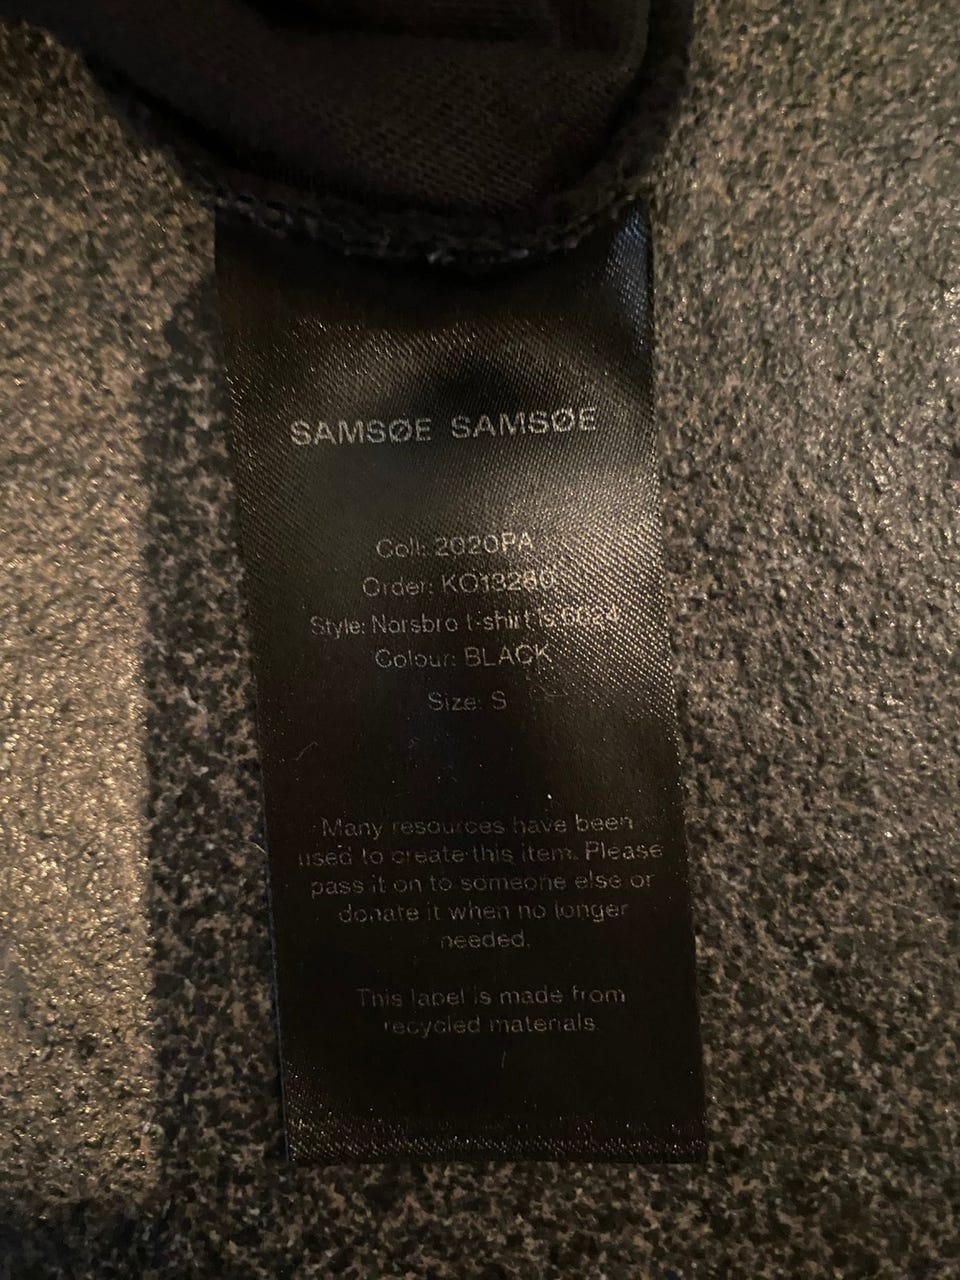 SAMSØE SAMSØE
Coll: 2020PA
Order:
Style: Norsbro t-shirt ls 6024
Colour: BLACK
Size: S
Many resources have been
used to create this item. Please
pass it on to someone else or
donate it when no longer
needed.
This label is made from
recycled materials.